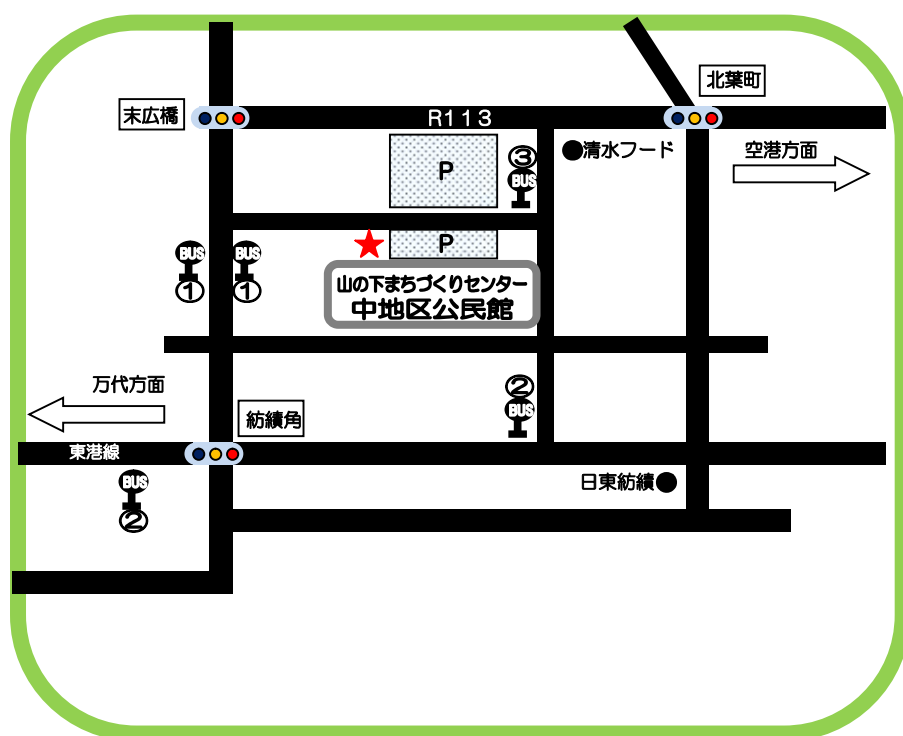 北葉町
末広橋
R113
清水フード
空港方面
P
③
BUS
P
BUS
BUS
①
①
山の下まちづくりセンター
中地区公民館
万代方面
②
BUS
紡績角
東港線
BUS
②
日東紡績